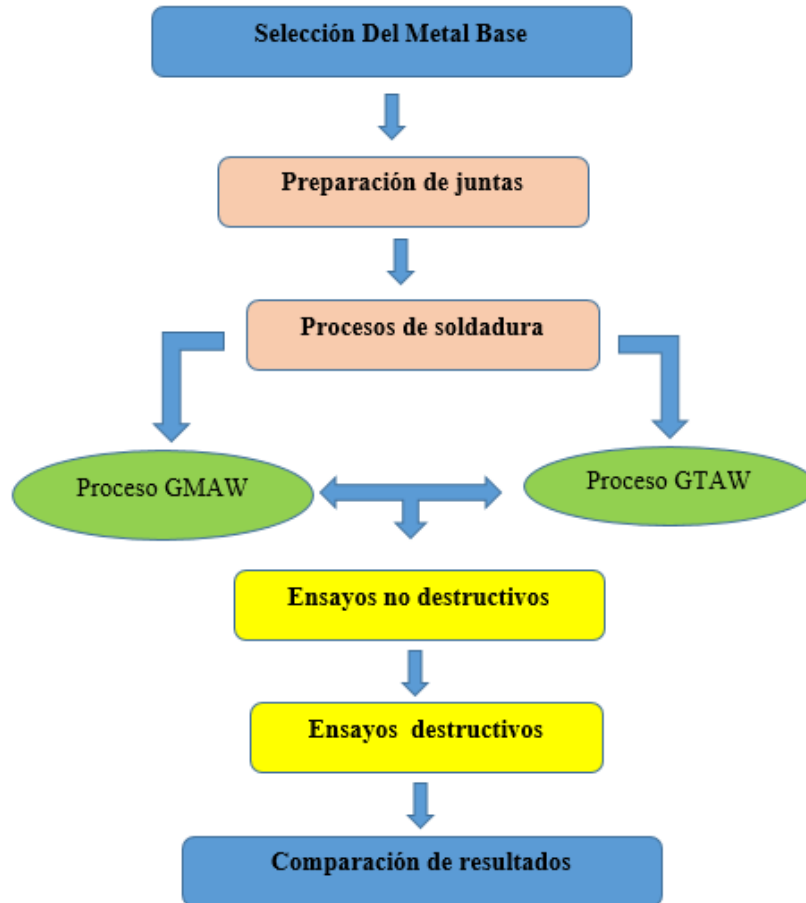 Selección Del Metal Base
Preparación de juntas
Procesos de soldadura
Proceso GMAW
Proceso GTAW
Ensayos no destructivos
Ensayos destructivos
Comparación de resultados